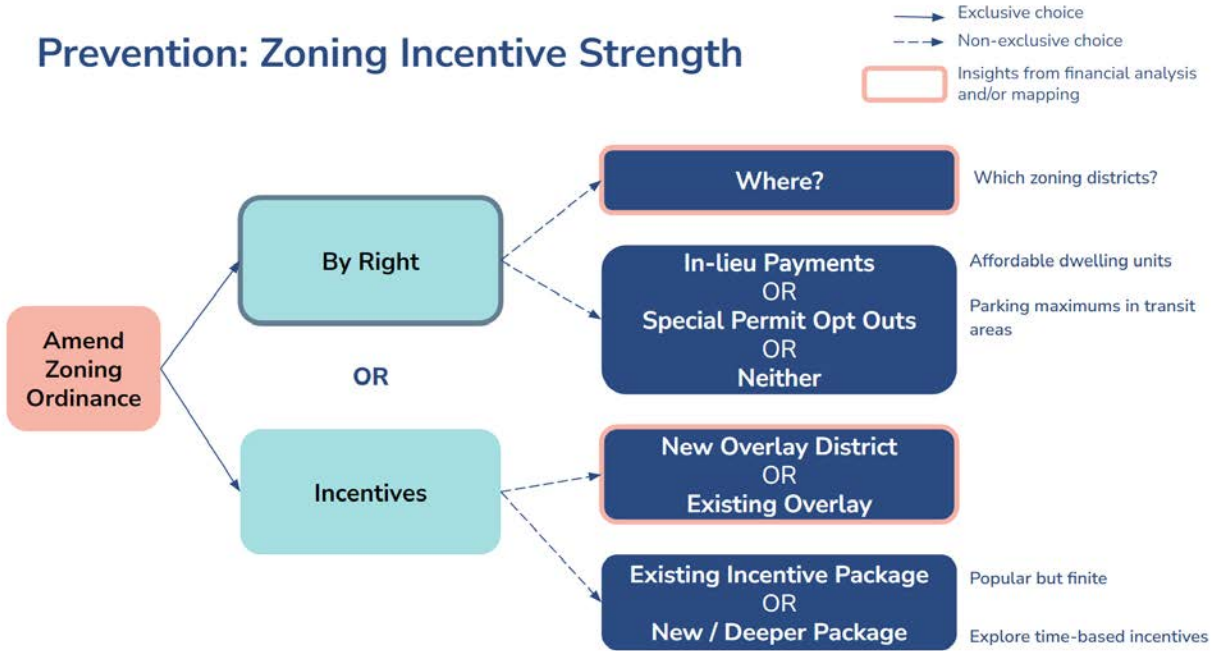 Prevention: Zoning Incentive Strength
Exclusive choice
Non-exclusive choice
Insights from financial analysis
and/or mapping
Amend
Zoning
Ordinance
By Right
OR
Incentives
Where?
Which zoning districts?
In-lieu Payments
OR
Special Permit Opt Outs
OR
Neither
Affordable dwelling units
Parking maximums in transit
areas
New Overlay District
OR
Existing Overlay
Existing Incentive Package
OR
New / Deeper Package
Popular but finite
Explore time-based incentives